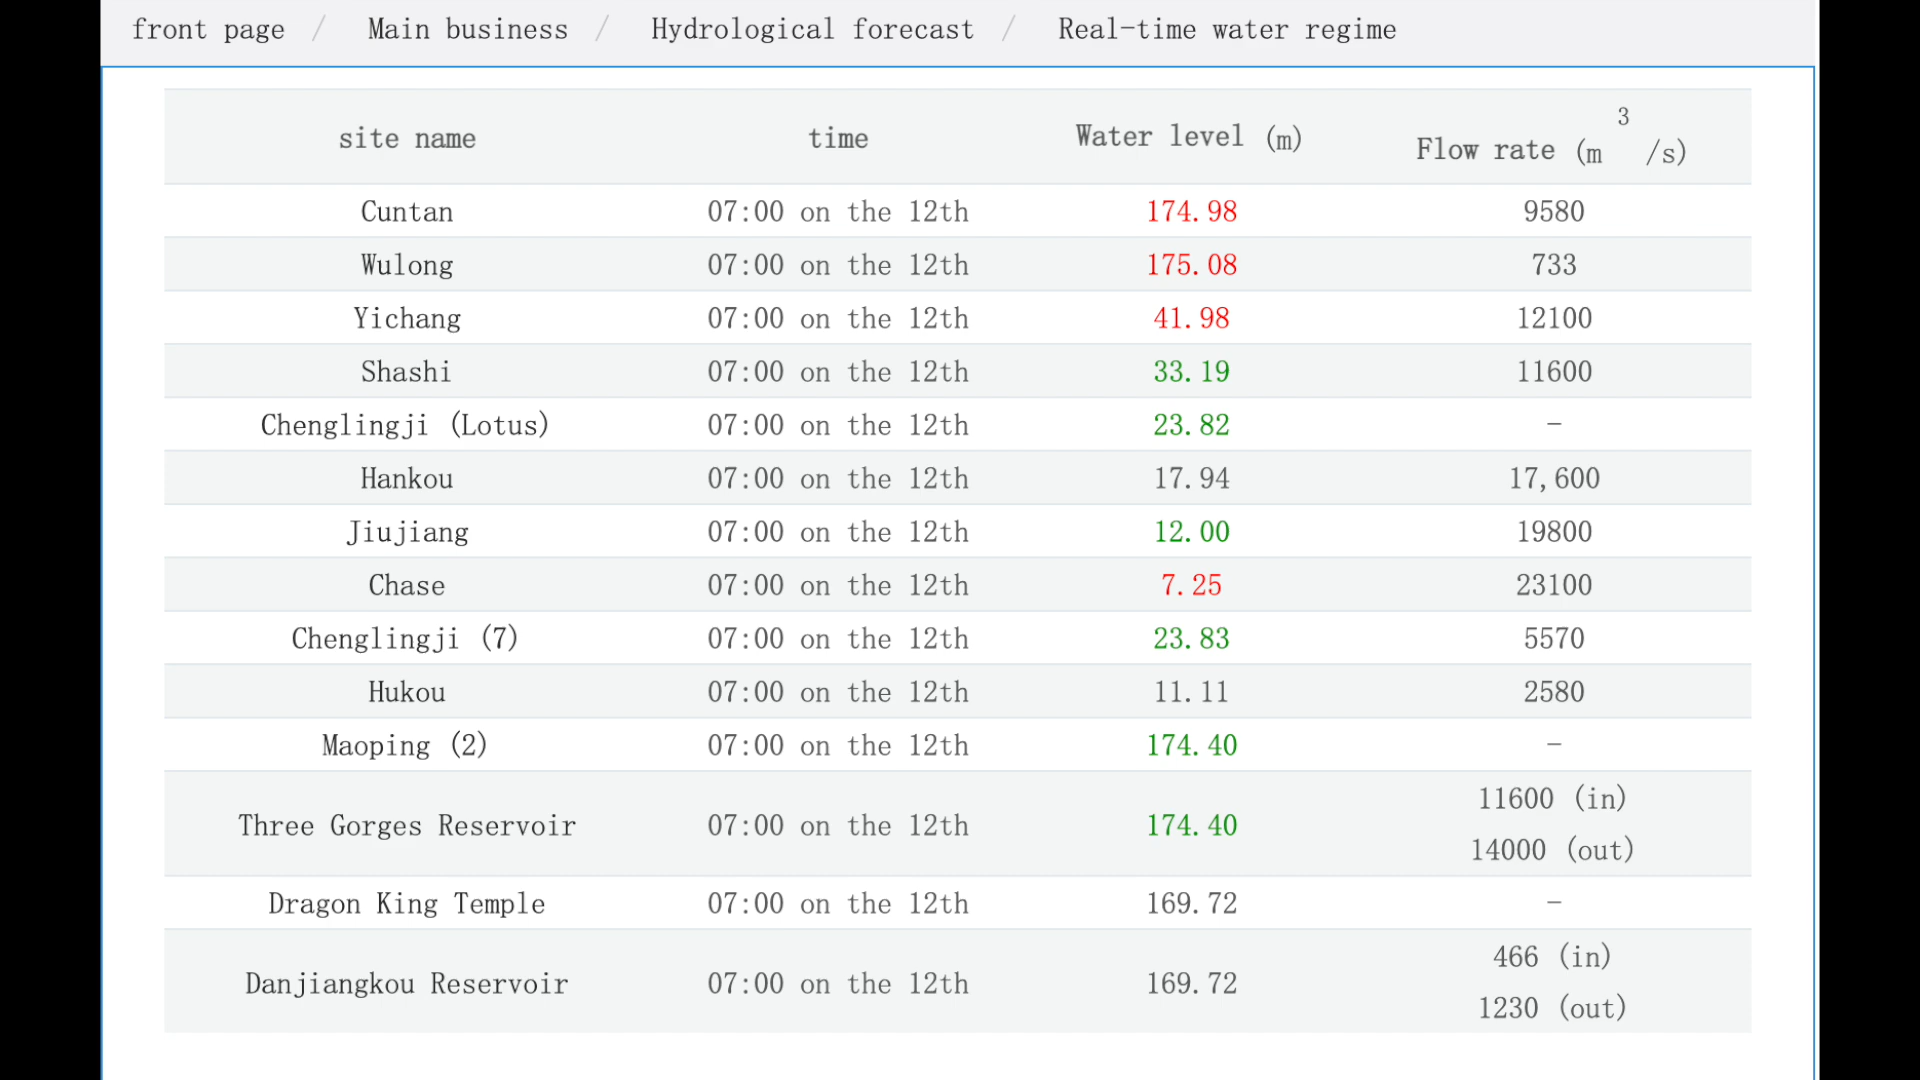 front page / Main business / Hydrological forecast / Real-time water regime
site name time Water level (m) Flow rate (m³/s)
Cuntan 07:00 on the 12th 174.98 9580
Wulong 07:00 on the 12th 175.08 733
Yichang 07:00 on the 12th 41.98 12100
Shashi 07:00 on the 12th 33.19 11600
Chenglingji (Lotus) 07:00 on the 12th 23.82 -
Hankou 07:00 on the 12th 17.94 17,600
Jiujiang 07:00 on the 12th 12.00 19800
Chase 07:00 on the 12th 7.25 23100
Chenglingji (7) 07:00 on the 12th 23.83 5570
Hukou 07:00 on the 12th 11.11 2580
Maoping (2) 07:00 on the 12th 174.40 -
Three Gorges Reservoir 07:00 on the 12th 174.40 11600 (in)
14000 (out)
Dragon King Temple 07:00 on the 12th 169.72 -
Danjiangkou Reservoir 07:00 on the 12th 169.72 466 (in)
1230 (out)